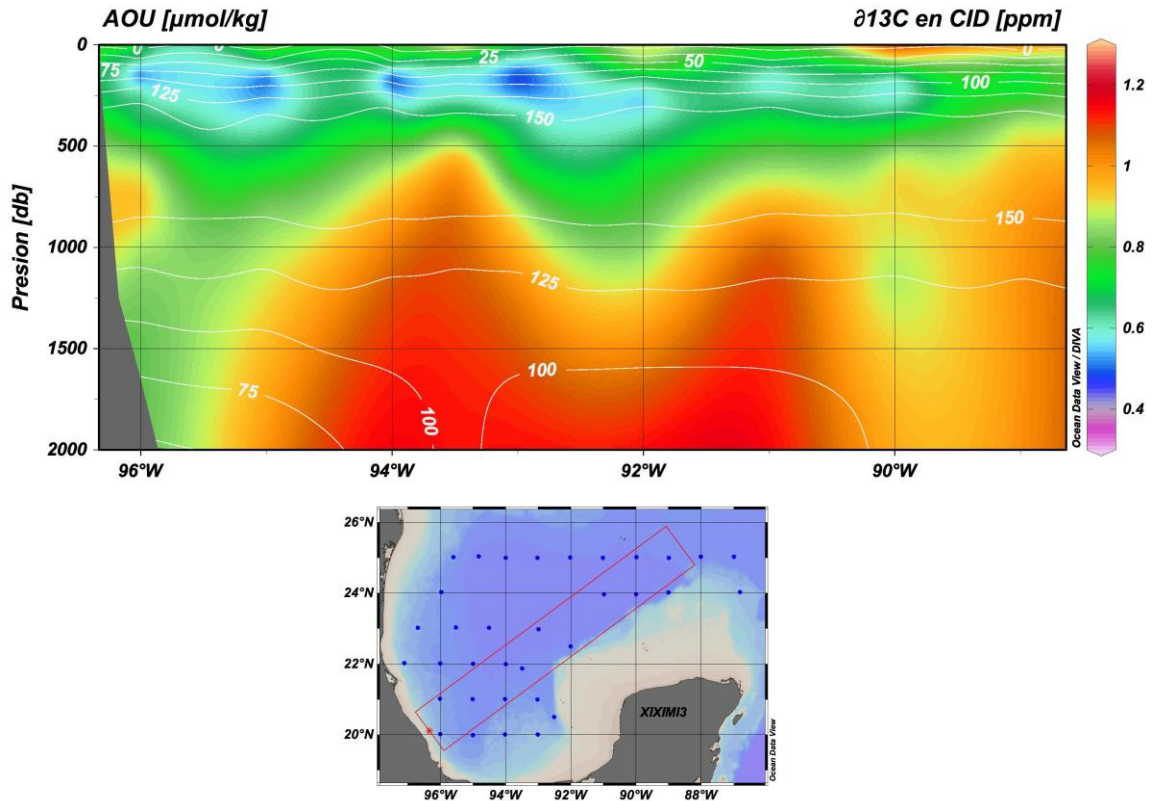 AOU [µmol/kg]
∂13C en CID [ppm]
0
0
0
25
50
0
75
100
125
150
500
150
1000
125
1500
100
75
100
2000
Presion [db]
96°W
94°W
92°W
90°W
1.2
1
0.8
0.6
0.4
Ocean Data View / DIVA
26°N
24°N
22°N
20°N
XIXIMI3
96°W
94°W
92°W
90°W
88°W
Ocean Data View